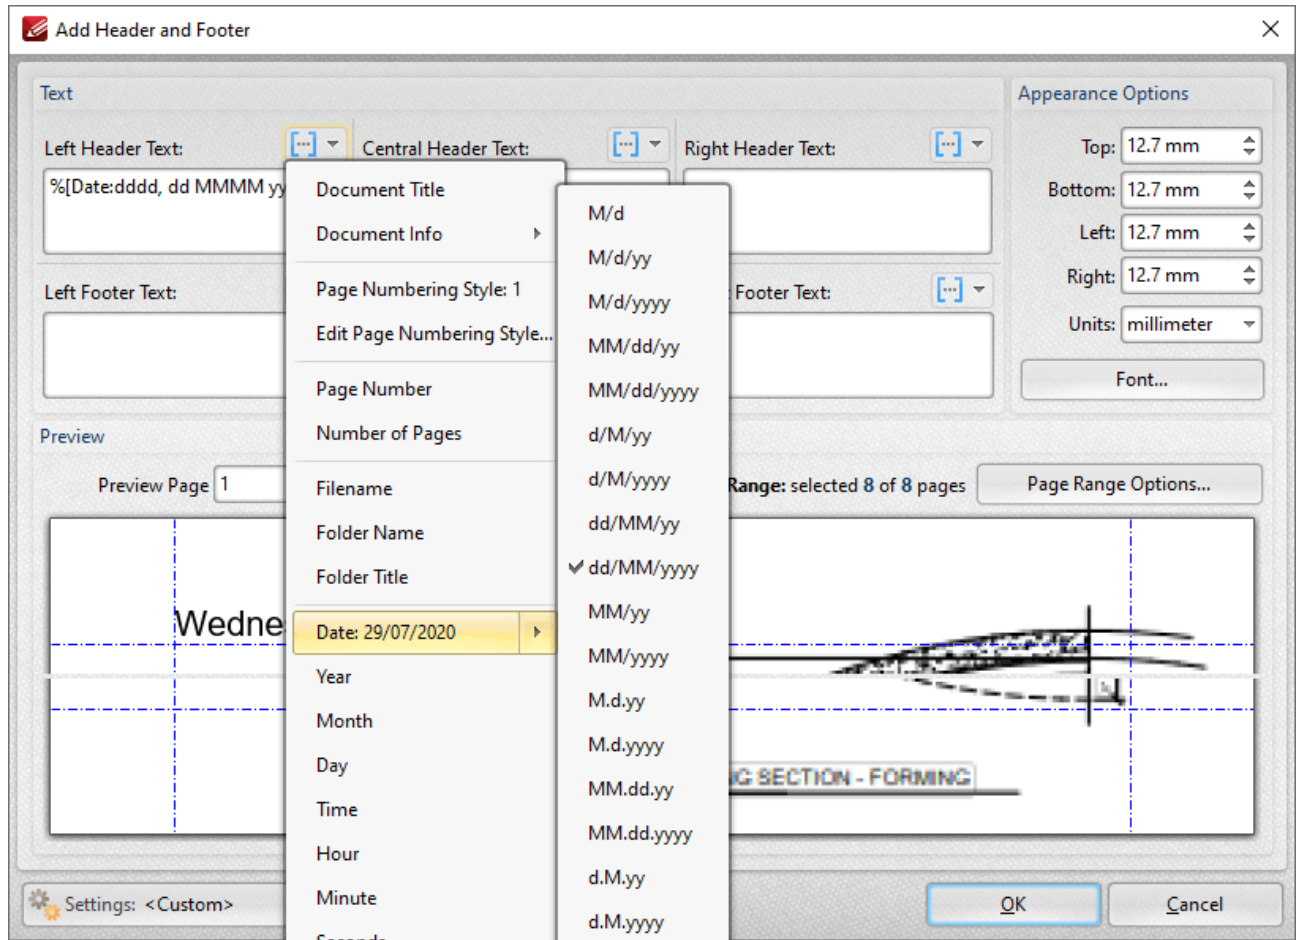 Add Header and Footer
Text
Appearance Options
Left Header Text:
Central Header Text:
Right Header Text:
%[Date:dddd, dd MMMM yy
Left Footer Text:
Footer Text:
Top: 12.7 mm
Bottom: 12.7 mm
Left: 12.7 mm
Right: 12.7 mm
Units: millimeter
Font...
Document Title
Document Info
Page Numbering Style: 1
Edit Page Numbering Style...
Page Number
Number of Pages
Filename
Folder Name
Folder Title
Date: 29/07/2020
Year
Month
Day
Time
Hour
Minute
Seconds
M/d
M/d/yy
M/d/yyyy
MM/dd/yy
MM/dd/yyyy
d/M/yy
d/M/yyyy
dd/MM/yy
dd/MM/yyyy
MM/yy
MM/yyyy
M.d.yy
M.d.yyyy
MM.dd.yy
MM.dd.yyyy
d.M.yy
d.M.yyyy
Preview
Preview Page 1
Range: selected 8 of 8 pages
Page Range Options...
Wedne
NG SECTION - FORMING
Settings: <Custom>
OK
Cancel